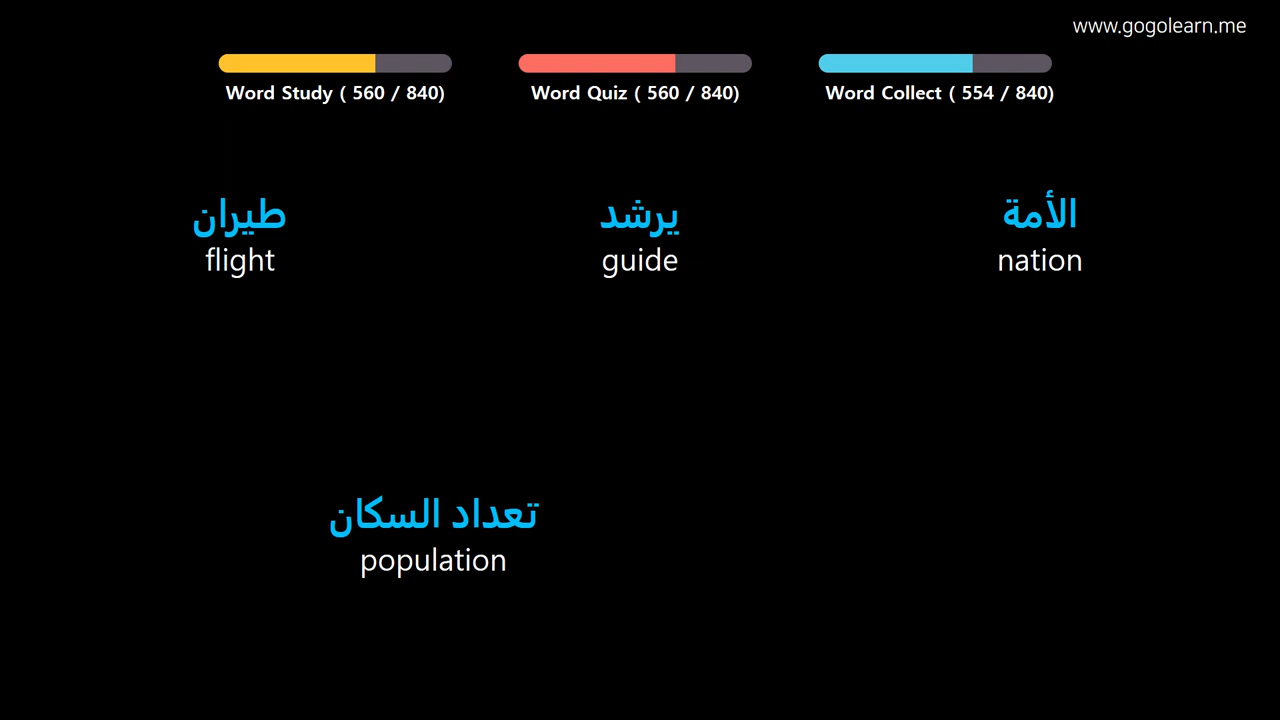 www.gogolearn.me
Word Study ( 560 / 840)
Word Quiz ( 560 / 840)
Word Collect ( 554 / 840)
طيران
flight
يرشد
guide
الأمة
nation
تعداد السكان
population